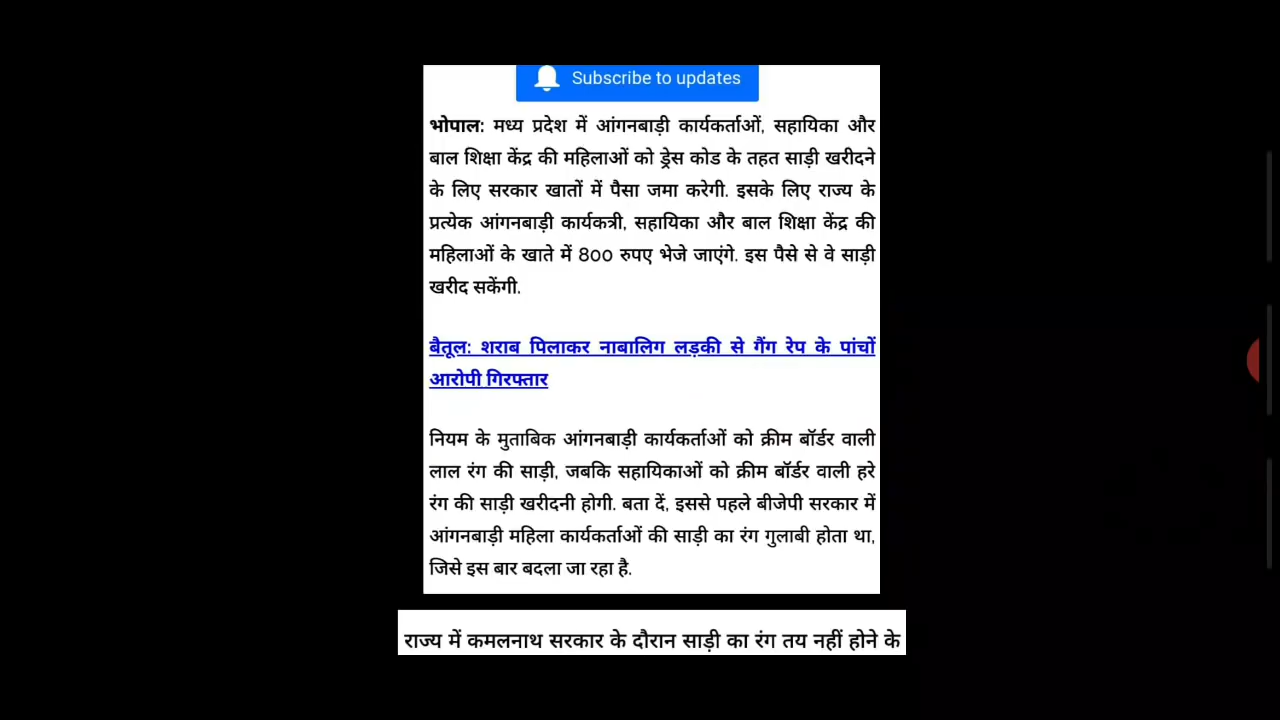 Subscribe to updates
भोपाल: मध्य प्रदेश में आंगनबाड़ी कार्यकर्ताओं, सहायिका और
बाल शिक्षा केंद्र की महिलाओं को ड्रेस कोड के तहत साड़ी खरीदने
के लिए सरकार खातों में पैसा जमा करेगी. इसके लिए राज्य के
प्रत्येक आंगनबाड़ी कार्यकत्री, सहायिका और बाल शिक्षा केंद्र की
महिलाओं के खाते में 800 रुपए भेजे जाएंगे. इस पैसे से वे साड़ी
खरीद सकेंगी.
बैतूल: शराब पिलाकर नाबालिग लड़की से गैंग रेप के पांचों
आरोपी गिरफ्तार
नियम के मुताबिक आंगनबाड़ी कार्यकर्ताओं को क्रीम बॉर्डर वाली
लाल रंग की साड़ी, जबकि सहायिकाओं को क्रीम बॉर्डर वाली हरे
रंग की साड़ी खरीदनी होगी. बता दें, इससे पहले बीजेपी सरकार में
आंगनबाड़ी महिला कार्यकर्ताओं की साड़ी का रंग गुलाबी होता था,
जिसे इस बार बदला जा रहा है.
राज्य में कमलनाथ सरकार के दौरान साड़ी का रंग तय नहीं होने के